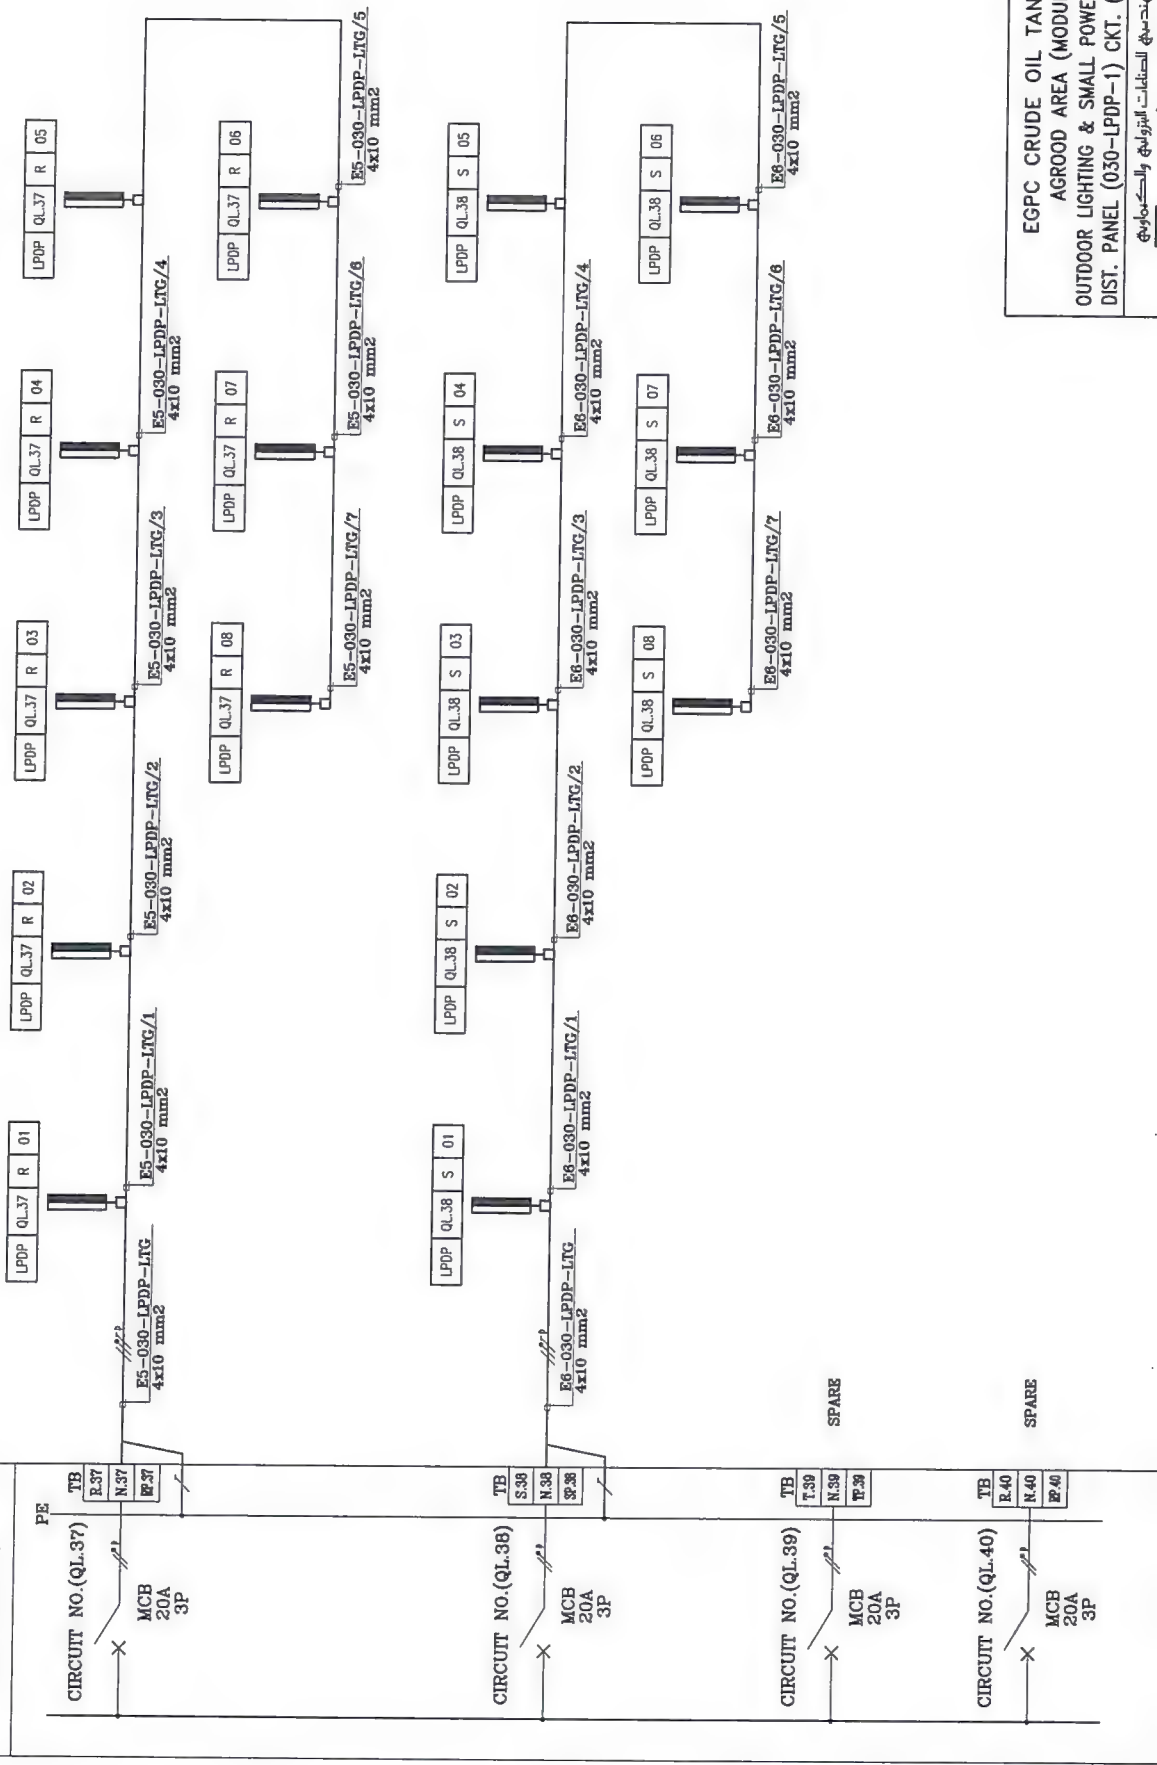 LPDP QL.37 R 01
LPDP QL.37 R 02
LPDP QL.37 R 03
LPDP QL.37 R 04
LPDP QL.37 R 05
PE
CIRCUIT NO.(QL.37)
MCB
20A
3P
TB
R.37
N.37
RP.37
E5-030-LPDP-LTG
4x10 mm2
E5-030-LPDP-LTG/1
4x10 mm2
E5-030-LPDP-LTG/2
4x10 mm2
E5-030-LPDP-LTG/3
4x10 mm2
E5-030-LPDP-LTG/4
4x10 mm2
LPDP QL.37 R 08
LPDP QL.37 R 07
LPDP QL.37 R 06
E5-030-LPDP-LTG/7
4x10 mm2
E5-030-LPDP-LTG/6
4x10 mm2
E5-030-LPDP-LTG/5
4x10 mm2
LPDP QL.38 S 01
LPDP QL.38 S 02
LPDP QL.38 S 03
LPDP QL.38 S 04
LPDP QL.38 S 05
CIRCUIT NO.(QL.38)
MCB
20A
3P
TB
S.38
N.38
SP.38
E6-030-LPDP-LTG
4x10 mm2
E6-030-LPDP-LTG/1
4x10 mm2
E6-030-LPDP-LTG/2
4x10 mm2
E6-030-LPDP-LTG/3
4x10 mm2
E6-030-LPDP-LTG/4
4x10 mm2
LPDP QL.38 S 08
LPDP QL.38 S 07
LPDP QL.38 S 06
E6-030-LPDP-LTG/7
4x10 mm2
E6-030-LPDP-LTG/6
4x10 mm2
E6-030-LPDP-LTG/5
4x10 mm2
CIRCUIT NO.(QL.39)
MCB
20A
3P
TB
T.39
N.39
TP.39
SPARE
CIRCUIT NO.(QL.40)
MCB
20A
3P
TB
R.40
N.40
RP.40
SPARE
EGPC CRUDE OIL TAN
AGROOD AREA (MODU
OUTDOOR LIGHTING & SMALL POWE
DIST. PANEL (030-LPDP-1) CKT. (
للصناعات البترولية والكيماوية